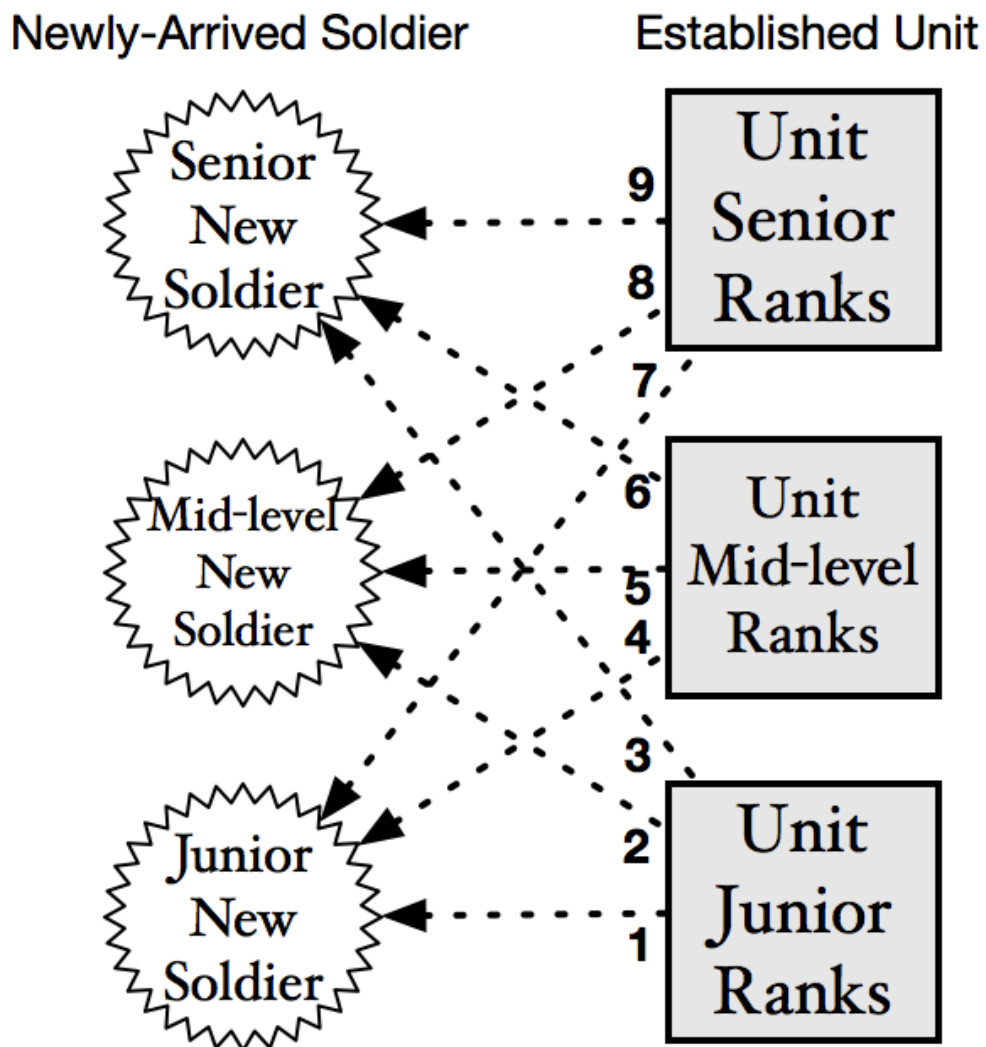 Newly-Arrived Soldier
Established Unit
Senior
New
Soldier
Unit
Senior
Ranks
9
8
7
Mid-level
New
Soldier
Unit
Mid-level
Ranks
6
5
4
Junior
New
Soldier
Unit
Junior
Ranks
3
2
1